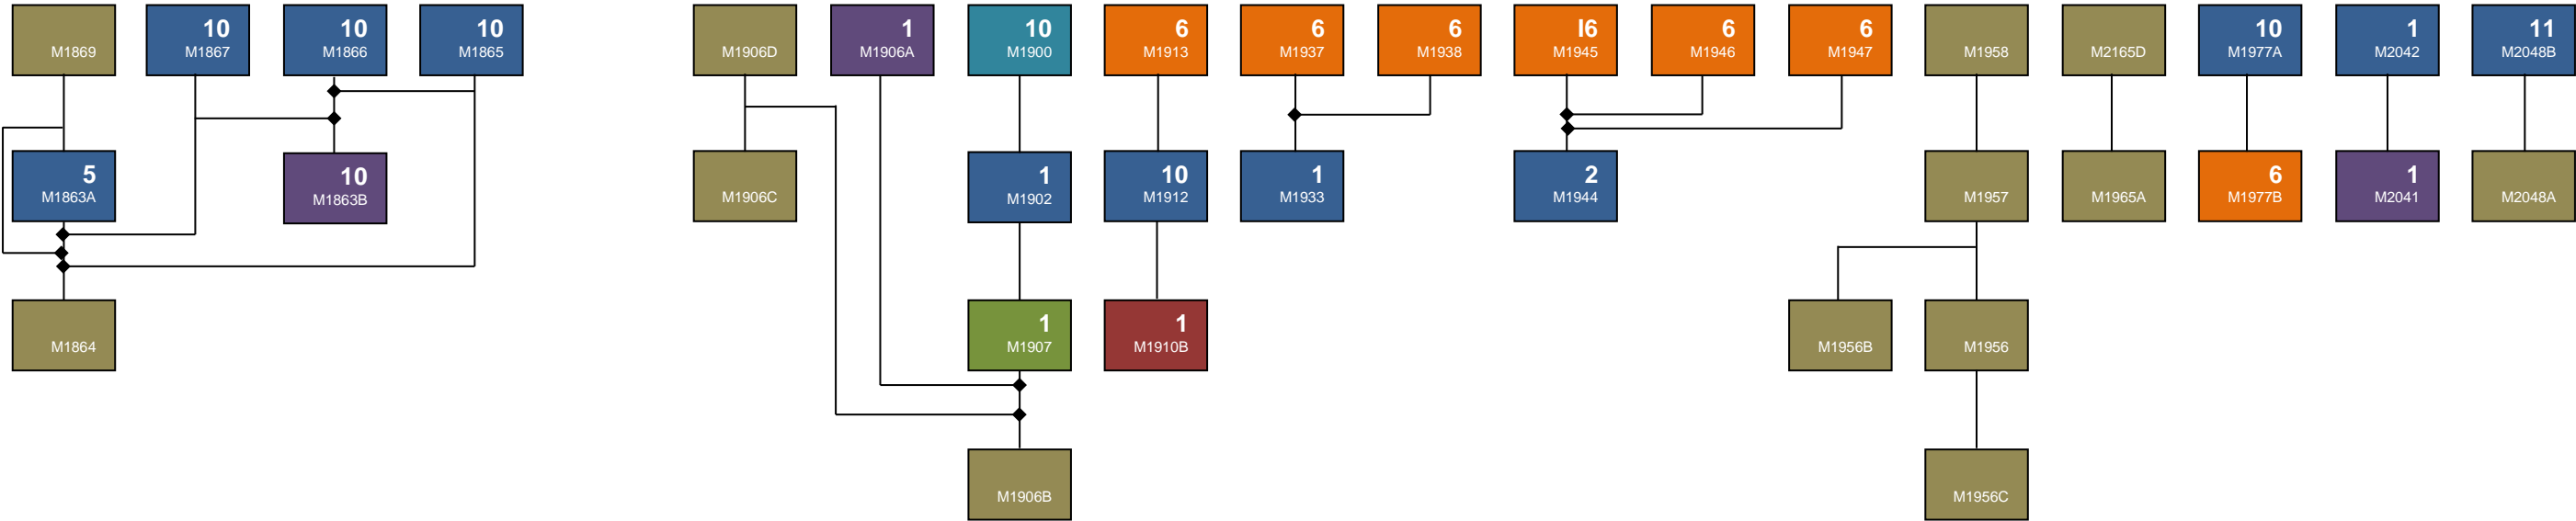 M1869
10
M1867
10
M1866
10
M1865
M1906D
1
M1906A
10
M1900
6
M1913
6
M1937
6
M1938
I6
M1945
6
M1946
6
M1947
M1958
M2165D
10
M1977A
1
M2042
11
M2048B
5
M1863A
10
M1863B
M1906C
1
M1902
10
M1912
1
M1933
2
M1944
M1957
M1965A
6
M1977B
1
M2041
M2048A
M1864
1
M1907
1
M1910B
M1956B
M1956
M1906B
M1956C